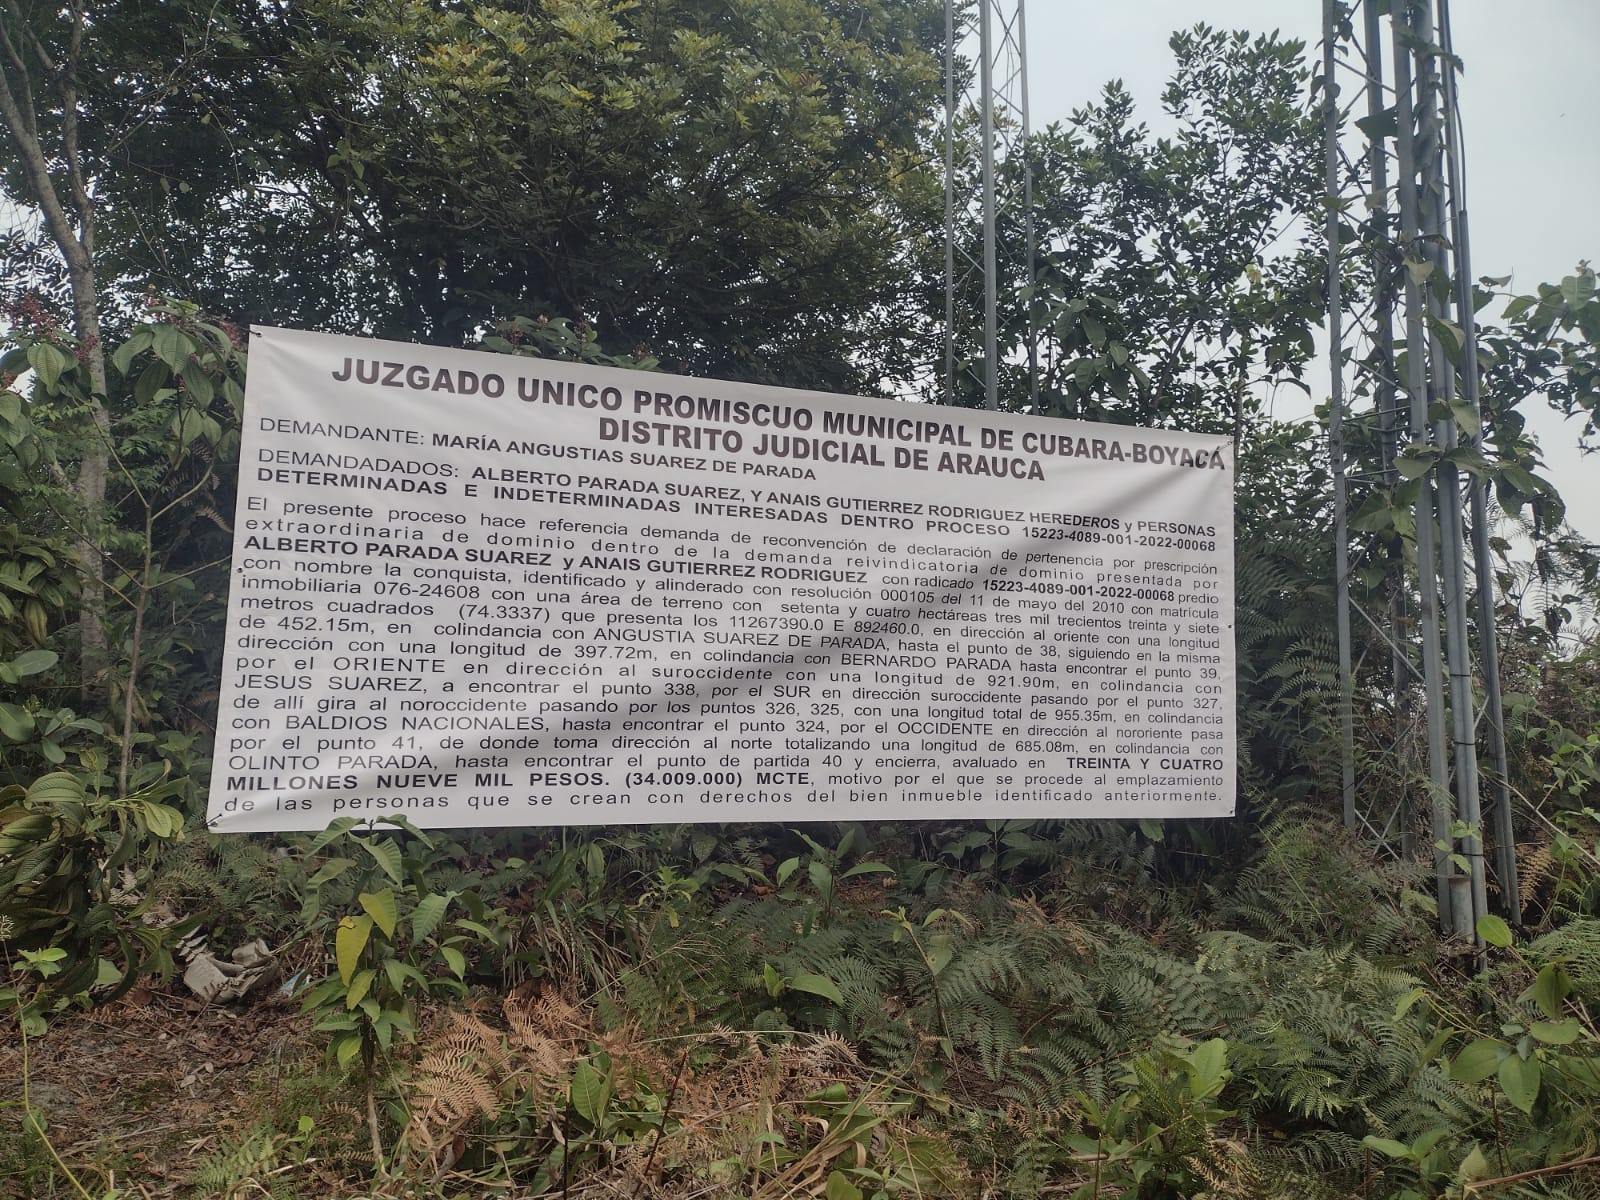 JUZGADO UNICO PROMISCUO MUNICIPAL DE CUBARA-BOYACÁ
DISTRITO JUDICIAL DE ARAUCA
DEMANDANTE: MARÍA ANGUSTIAS SUAREZ DE PARADA
DEMANDADADOS: ALBERTO PARADA SUAREZ, Y ANAIS GUTIERREZ RODRIGUEZ HEREDEROS y PERSONAS
DETERMINADAS E INDETERMINADAS INTERESADAS DENTRO PROCESO 15223-4089-001-2022-00068
El presente proceso hace referencia demanda de reconvención de declaración de pertenencia por prescripción
extraordinaria de dominio dentro de la demanda reivindicatoria de dominio presentada por
ALBERTO PARADA SUAREZ y ANAIS GUTIERREZ RODRIGUEZ con radicado 15223-4089-001-2022-00068 predio
con nombre la conquista, identificado y alinderado con resolución 000105 del 11 de mayo del 2010 con matrícula
inmobiliaria 076-24608 con una área de terreno con setenta y cuatro hectáreas tres mil trecientos treinta y siete
metros cuadrados (74.3337) que presenta los 11267390.0 E 892460.0, en dirección al oriente con una longitud
de 452.15m, en colindancia con ANGUSTIA SUAREZ DE PARADA, hasta el punto de 38, siguiendo en la misma
dirección con una longitud de 397.72m, en colindancia con BERNARDO PARADA hasta encontrar el punto 39,
por el ORIENTE en dirección al suroccidente con una longitud de 921.90m, en colindancia con
JESUS SUAREZ, a encontrar el punto 338, por el SUR en dirección suroccidente pasando por el punto 327,
de allí gira al noroccidente pasando por los puntos 326, 325, con una longitud total de 955.35m, en colindancia
con BALDIOS NACIONALES, hasta encontrar el punto 324, por el OCCIDENTE en dirección al nororiente pasa
por el punto 41, de donde toma dirección al norte totalizando una longitud de 685.08m, en colindancia con
OLINTO PARADA, hasta encontrar el punto de partida 40 y encierra, avaluado en TREINTA Y CUATRO
MILLONES NUEVE MIL PESOS. (34.009.000) MCTE, motivo por el que se procede al emplazamiento
de las personas que se crean con derechos del bien inmueble identificado anteriormente.